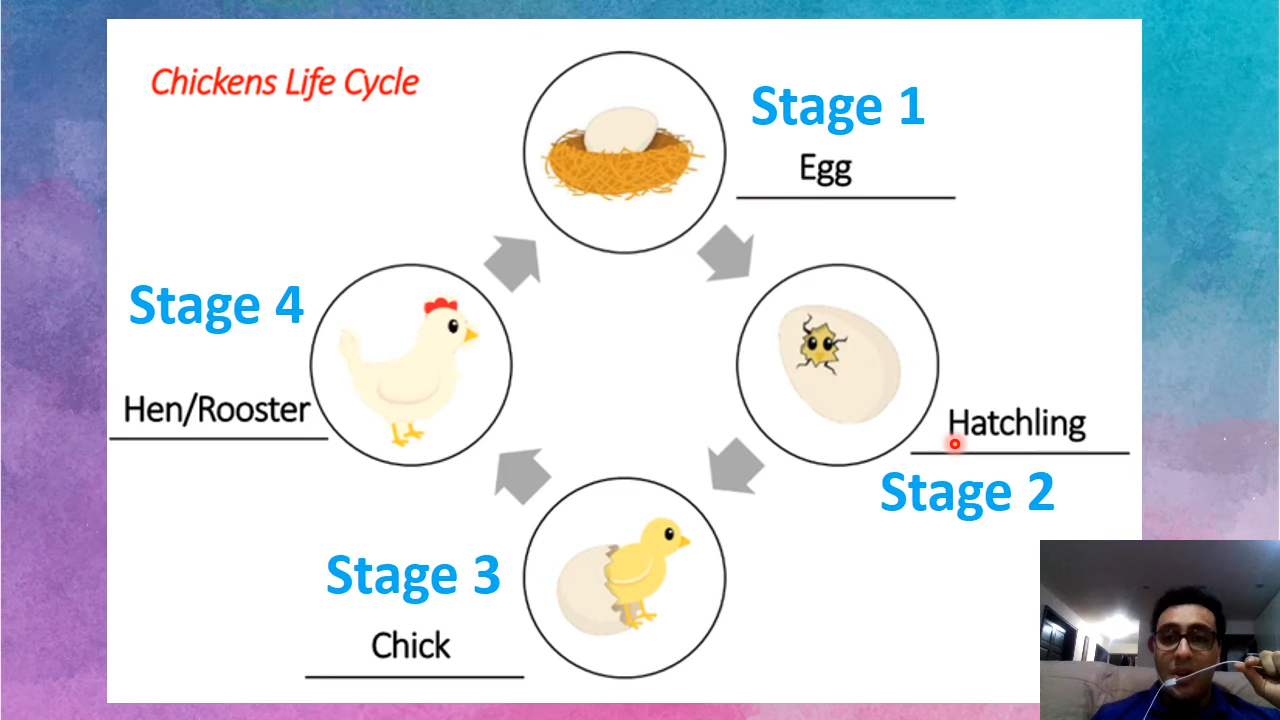 Chickens Life Cycle
Stage 1
Egg
Stage 4
Hen/Rooster
Hatchling
Stage 2
Stage 3
Chick